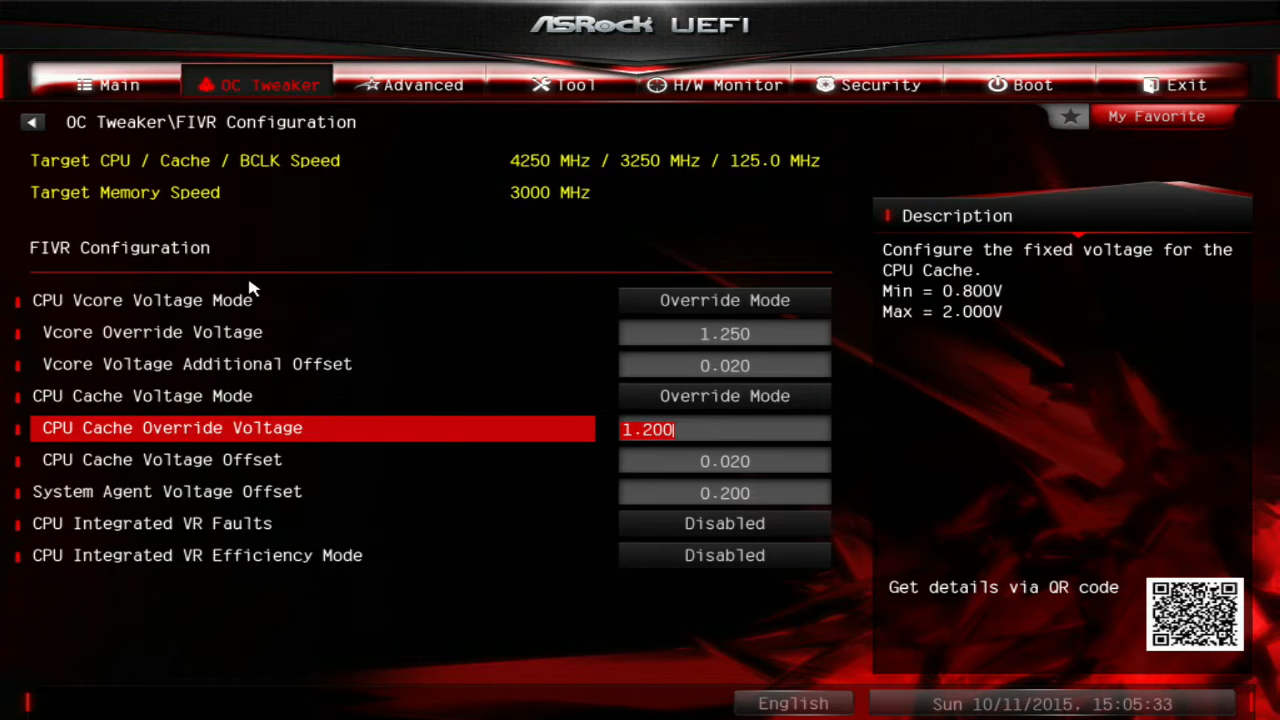 ASRock UEFI
Main OC Tweaker Advanced Tool H/W Monitor Security Boot Exit
OC Tweaker\FIVR Configuration
My Favorite
Target CPU / Cache / BCLK Speed 4250 MHz / 3250 MHz / 125.0 MHz
Target Memory Speed 3000 MHz
FIVR Configuration
CPU Vcore Voltage Mode Override Mode
Vcore Override Voltage 1.250
Vcore Voltage Additional Offset 0.020
CPU Cache Voltage Mode Override Mode
CPU Cache Override Voltage 1.200
CPU Cache Voltage Offset 0.020
System Agent Voltage Offset 0.200
CPU Integrated VR Faults Disabled
CPU Integrated VR Efficiency Mode Disabled
Description
Configure the fixed voltage for the
CPU Cache.
Min = 0.800V
Max = 2.000V
Get details via QR code
English
Sun 10/11/2015. 15:05:33